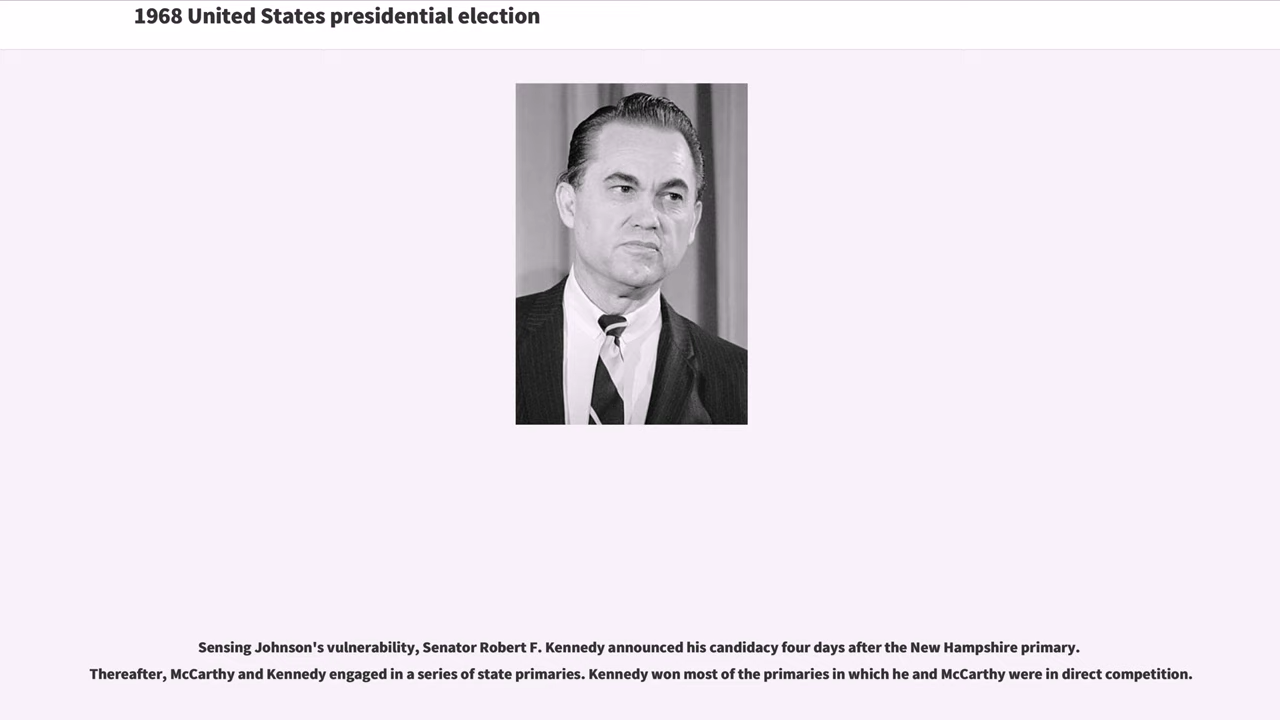 1968 United States presidential election
Sensing Johnson's vulnerability, Senator Robert F. Kennedy announced his candidacy four days after the New Hampshire primary.
Thereafter, McCarthy and Kennedy engaged in a series of state primaries. Kennedy won most of the primaries in which he and McCarthy were in direct competition.